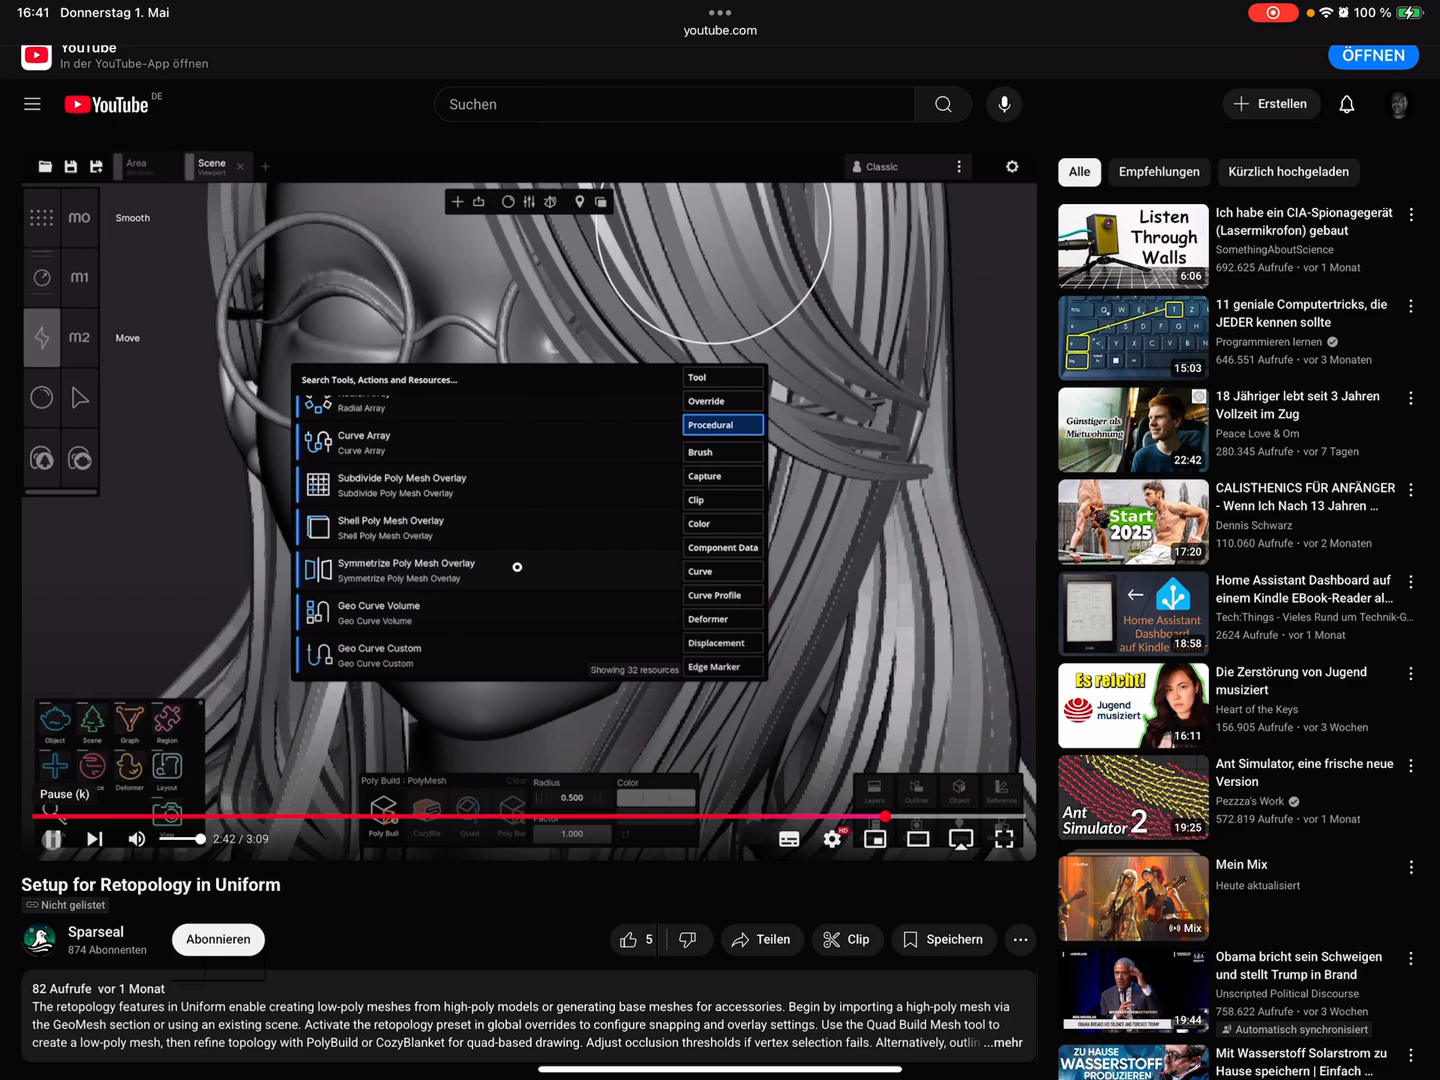 16:41 Donnerstag 1. Mai
100 %
youtube.com
YouTube
In der YouTube-App öffnen
ÖFFNEN
YouTube DE
Suchen
Erstellen
Area
Windows
Scene
Viewport
Classic
m0 Smooth
m1
m2 Move
Search Tools, Actions and Resources...
Radial Array
Radial Array
Curve Array
Curve Array
Subdivide Poly Mesh Overlay
Subdivide Poly Mesh Overlay
Shell Poly Mesh Overlay
Shell Poly Mesh Overlay
Symmetrize Poly Mesh Overlay
Symmetrize Poly Mesh Overlay
Geo Curve Volume
Geo Curve Volume
Geo Curve Custom
Geo Curve Custom
Showing 32 resources
Tool
Override
Procedural
Brush
Capture
Clip
Color
Component Data
Curve
Curve Profile
Deformer
Displacement
Edge Marker
Object Scene Graph Region
Deformer Layout
Pause (k)
View
Poly Build : PolyMesh Clear
Poly Buil CozyBla Quad Poly Bui
Radius
0.500
Factor
1.000
Color
Layers Outliner Object Reference
2:42 / 3:09
HD
Setup for Retopology in Uniform
Nicht gelistet
Sparseal
874 Abonnenten
Abonnieren
5
Teilen
Clip
Speichern
82 Aufrufe vor 1 Monat
The retopology features in Uniform enable creating low-poly meshes from high-poly models or generating base meshes for accessories. Begin by importing a high-poly mesh via
the GeoMesh section or using an existing scene. Activate the retopology preset in global overrides to configure snapping and overlay settings. Use the Quad Build Mesh tool to
create a low-poly mesh, then refine topology with PolyBuild or CozyBlanket for quad-based drawing. Adjust occlusion thresholds if vertex selection fails. Alternatively, outlin ...mehr
Alle
Empfehlungen
Kürzlich hochgeladen
Listen
Through
Walls
6:06
Ich habe ein CIA-Spionagegerät
(Lasermikrofon) gebaut
SomethingAboutScience
692.625 Aufrufe • vor 1 Monat
15:03
11 geniale Computertricks, die
JEDER kennen sollte
Programmieren lernen
646.551 Aufrufe • vor 3 Monaten
Günstiger als
Mietwohnung
22:42
18 Jähriger lebt seit 3 Jahren
Vollzeit im Zug
Peace Love & Om
280.345 Aufrufe • vor 7 Tagen
Start
2025
17:20
CALISTHENICS FÜR ANFÄNGER
- Wenn Ich Nach 13 Jahren ...
Dennis Schwarz
110.060 Aufrufe • vor 2 Monaten
Home Assistant
Dashboard
auf Kindle
18:58
Home Assistant Dashboard auf
einem Kindle EBook-Reader al...
Tech:Things - Vieles Rund um Technik-G...
2624 Aufrufe • vor 1 Monat
Es reicht!
Jugend
musiziert
16:11
Die Zerstörung von Jugend
musiziert
Heart of the Keys
156.905 Aufrufe • vor 3 Wochen
Ant
Simulator 2
19:25
Ant Simulator, eine frische neue
Version
Pezzza's Work
572.819 Aufrufe • vor 1 Monat
Mix
Mein Mix
Heute aktualisiert
OBAMA BREAKS HIS SILENCE AND TORCHES TRUMP
19:44
Obama bricht sein Schweigen
und stellt Trump in Brand
Unscripted Political Discourse
758.622 Aufrufe • vor 3 Wochen
Automatisch synchronisiert
ZU HAUSE
WASSERSTOFF
PRODUZIEREN
Mit Wasserstoff Solarstrom zu
Hause speichern | Einfach ...